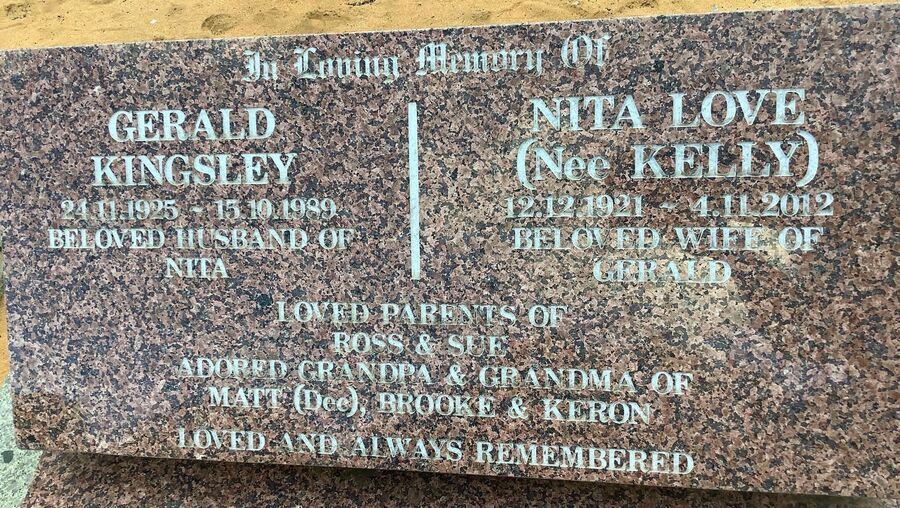 In Loving Memory Of
GERALD
KINGSLEY
24.11.1925 ~ 15.10.1989
BELOVED HUSBAND OF
NITA
NITA LOVE
(Nee KELLY)
12.12.1921 ~ 4.11.2012
BELOVED WIFE OF
GERALD
LOVED PARENTS OF
ROSS & SUE
ADORED GRANDPA & GRANDMA OF
MATT (Dee), BROOKE & KERON
LOVED AND ALWAYS REMEMBERED